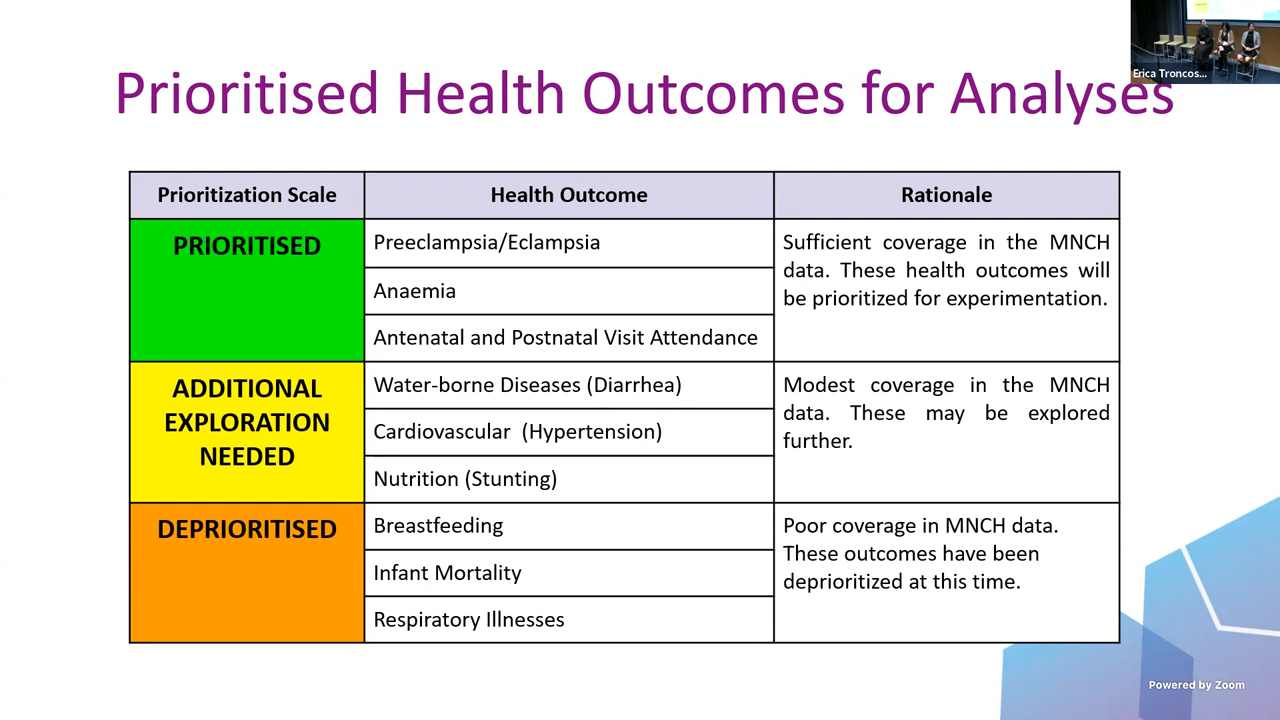 Erica Troncos...
Prioritised Health Outcomes for Analyses
Prioritization Scale
Health Outcome
Rationale
PRIORITISED
Preeclampsia/Eclampsia
Anaemia
Antenatal and Postnatal Visit Attendance
Sufficient coverage in the MNCH
data. These health outcomes will
be prioritized for experimentation.
ADDITIONAL
EXPLORATION
NEEDED
Water-borne Diseases (Diarrhea)
Cardiovascular (Hypertension)
Nutrition (Stunting)
Modest coverage in the MNCH
data. These may be explored
further.
DEPRIORITISED
Breastfeeding
Infant Mortality
Respiratory Illnesses
Poor coverage in MNCH data.
These outcomes have been
deprioritized at this time.
Powered by Zoom